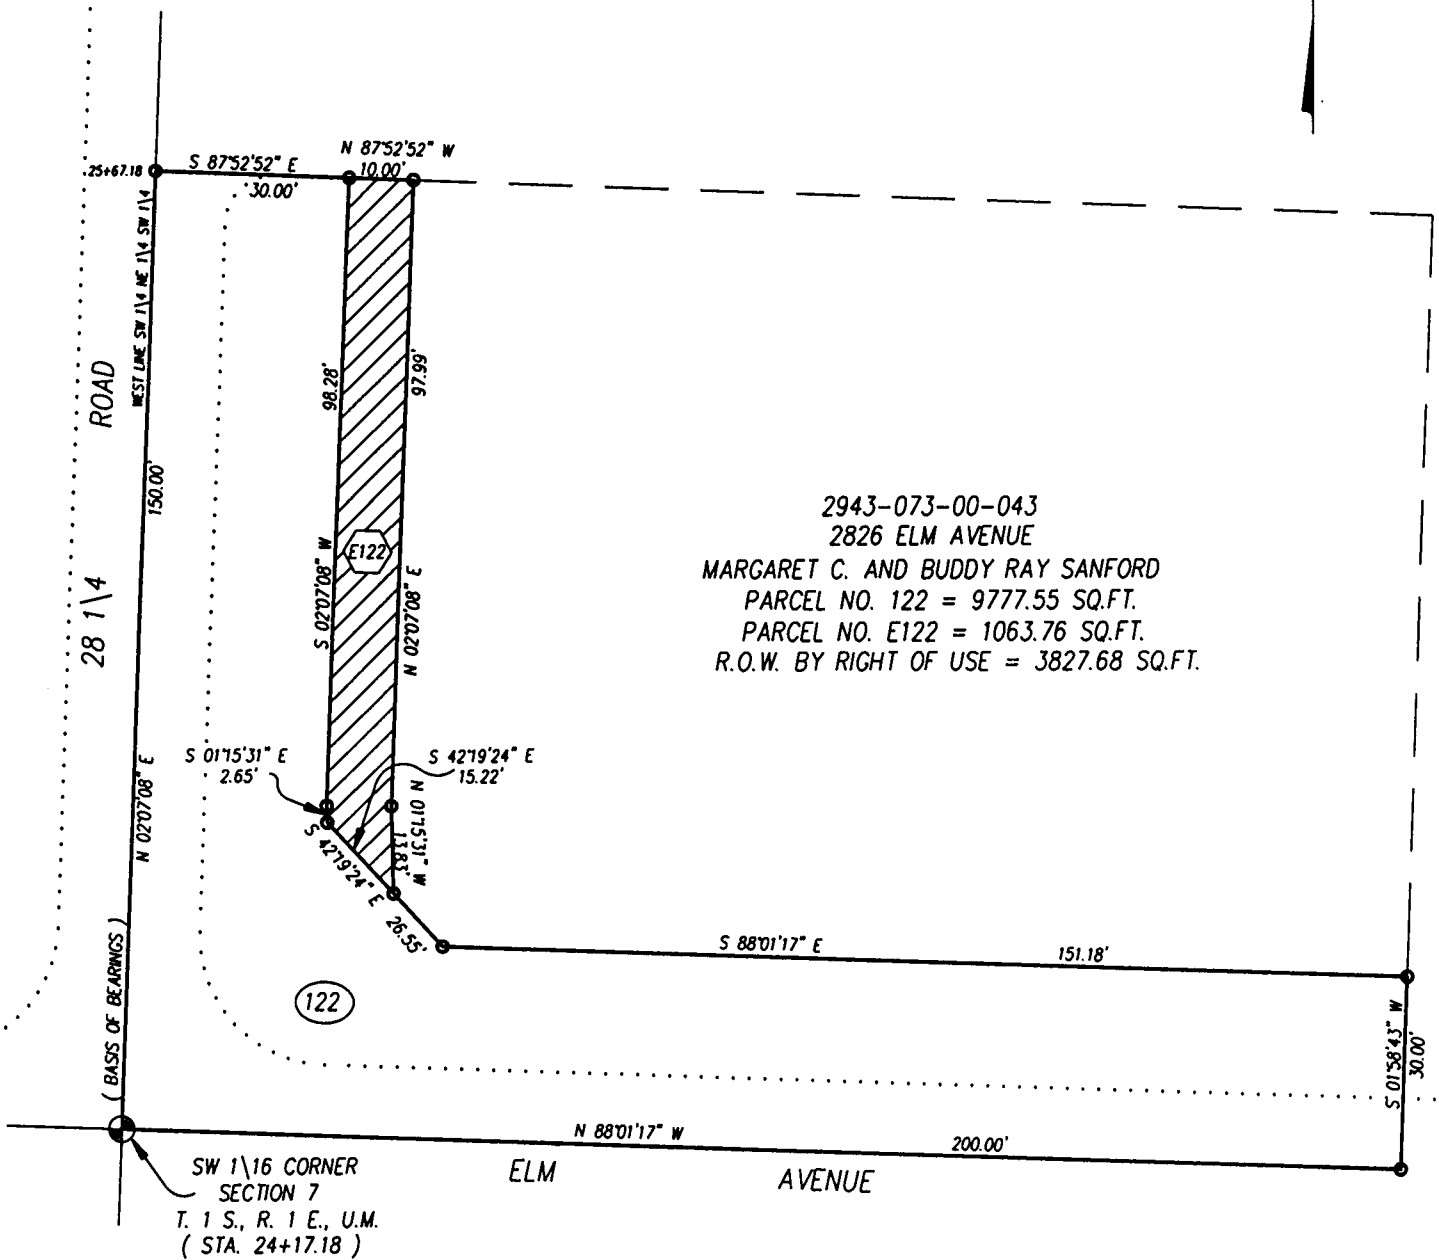 N 87°52'52" W
10.00'
S 87°52'52" E
30.00'
25+67.18
WEST LINE SW 1\4 NE 1\4 SW 1\4
ROAD
28 1\4
150.00'
N 02°07'08" E
( BASIS OF BEARINGS )
98.28'
S 02°07'08" W
97.99'
N 02°07'08" E
E122
2943-073-00-043
2826 ELM AVENUE
MARGARET C. AND BUDDY RAY SANFORD
PARCEL NO. 122 = 9777.55 SQ.FT.
PARCEL NO. E122 = 1063.76 SQ.FT.
R.O.W. BY RIGHT OF USE = 3827.68 SQ.FT.
S 01°15'31" E
2.65'
S 42°19'24" E
15.22'
N 01°15'31" W
13.83'
S 42°19'24" E 26.55'
S 88°01'17" E 151.18'
122
S 01°58'43" W
30.00'
N 88°01'17" W 200.00'
ELM AVENUE
SW 1\16 CORNER
SECTION 7
T. 1 S., R. 1 E., U.M.
( STA. 24+17.18 )